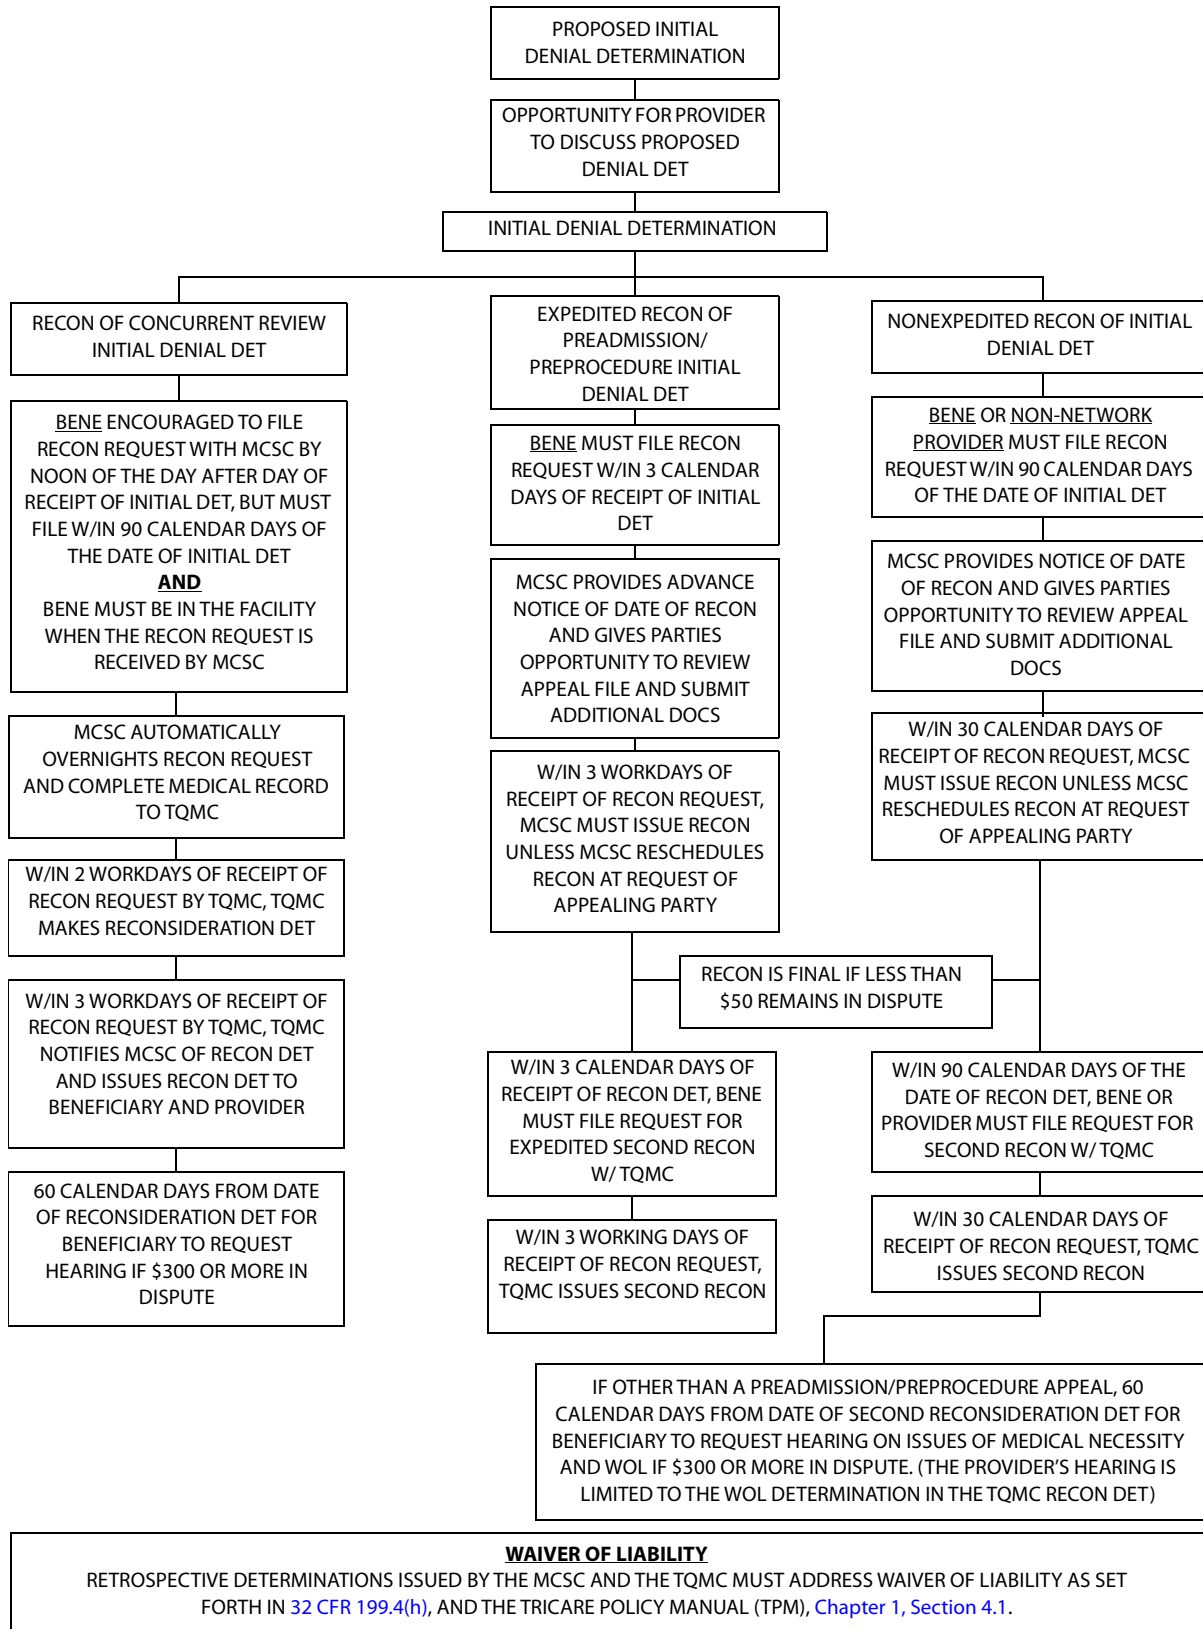 PROPOSED INITIAL
DENIAL DETERMINATION
OPPORTUNITY FOR PROVIDER
TO DISCUSS PROPOSED
DENIAL DET
INITIAL DENIAL DETERMINATION
RECON OF CONCURRENT REVIEW
INITIAL DENIAL DET
BENE ENCOURAGED TO FILE
RECON REQUEST WITH MCSC BY
NOON OF THE DAY AFTER DAY OF
RECEIPT OF INITIAL DET, BUT MUST
FILE W/IN 90 CALENDAR DAYS OF
THE DATE OF INITIAL DET
AND
BENE MUST BE IN THE FACILITY
WHEN THE RECON REQUEST IS
RECEIVED BY MCSC
MCSC AUTOMATICALLY
OVERNIGHTS RECON REQUEST
AND COMPLETE MEDICAL RECORD
TO TQMC
W/IN 2 WORKDAYS OF RECEIPT OF
RECON REQUEST BY TQMC, TQMC
MAKES RECONSIDERATION DET
W/IN 3 WORKDAYS OF RECEIPT OF
RECON REQUEST BY TQMC, TQMC
NOTIFIES MCSC OF RECON DET
AND ISSUES RECON DET TO
BENEFICIARY AND PROVIDER
60 CALENDAR DAYS FROM DATE
OF RECONSIDERATION DET FOR
BENEFICIARY TO REQUEST
HEARING IF $300 OR MORE IN
DISPUTE
EXPEDITED RECON OF
PREADMISSION/
PREPROCEDURE INITIAL
DENIAL DET
BENE MUST FILE RECON
REQUEST W/IN 3 CALENDAR
DAYS OF RECEIPT OF INITIAL
DET
MCSC PROVIDES ADVANCE
NOTICE OF DATE OF RECON
AND GIVES PARTIES
OPPORTUNITY TO REVIEW
APPEAL FILE AND SUBMIT
ADDITIONAL DOCS
W/IN 3 WORKDAYS OF
RECEIPT OF RECON REQUEST,
MCSC MUST ISSUE RECON
UNLESS MCSC RESCHEDULES
RECON AT REQUEST OF
APPEALING PARTY
NONEXPEDITED RECON OF INITIAL
DENIAL DET
BENE OR NON-NETWORK
PROVIDER MUST FILE RECON
REQUEST W/IN 90 CALENDAR DAYS
OF THE DATE OF INITIAL DET
MCSC PROVIDES NOTICE OF DATE
OF RECON AND GIVES PARTIES
OPPORTUNITY TO REVIEW APPEAL
FILE AND SUBMIT ADDITIONAL
DOCS
W/IN 30 CALENDAR DAYS OF
RECEIPT OF RECON REQUEST, MCSC
MUST ISSUE RECON UNLESS MCSC
RESCHEDULES RECON AT REQUEST
OF APPEALING PARTY
RECON IS FINAL IF LESS THAN
$50 REMAINS IN DISPUTE
W/IN 3 CALENDAR DAYS OF
RECEIPT OF RECON DET, BENE
MUST FILE REQUEST FOR
EXPEDITED SECOND RECON
W/ TQMC
W/IN 3 WORKING DAYS OF
RECEIPT OF RECON REQUEST,
TQMC ISSUES SECOND RECON
W/IN 90 CALENDAR DAYS OF THE
DATE OF RECON DET, BENE OR
PROVIDER MUST FILE REQUEST FOR
SECOND RECON W/ TQMC
W/IN 30 CALENDAR DAYS OF
RECEIPT OF RECON REQUEST, TQMC
ISSUES SECOND RECON
IF OTHER THAN A PREADMISSION/PREPROCEDURE APPEAL, 60
CALENDAR DAYS FROM DATE OF SECOND RECONSIDERATION DET FOR
BENEFICIARY TO REQUEST HEARING ON ISSUES OF MEDICAL NECESSITY
AND WOL IF $300 OR MORE IN DISPUTE. (THE PROVIDER'S HEARING IS
LIMITED TO THE WOL DETERMINATION IN THE TQMC RECON DET)
WAIVER OF LIABILITY
RETROSPECTIVE DETERMINATIONS ISSUED BY THE MCSC AND THE TQMC MUST ADDRESS WAIVER OF LIABILITY AS SET
FORTH IN 32 CFR 199.4(h), AND THE TRICARE POLICY MANUAL (TPM), Chapter 1, Section 4.1.